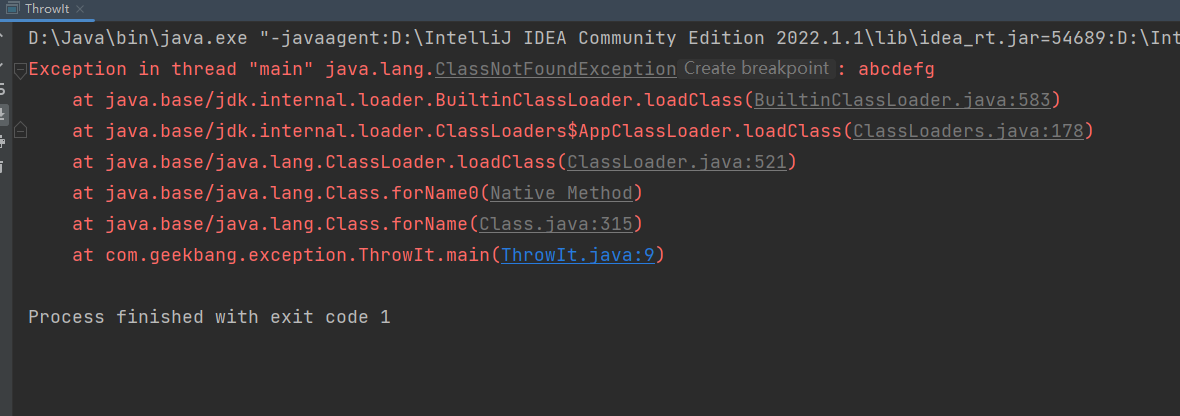 ThrowIt
D:\Java\bin\java.exe "-javaagent:D:\IntelliJ IDEA Community Edition 2022.1.1\lib\idea_rt.jar=54689:D:\Int
Exception in thread "main" java.lang.ClassNotFoundException Create breakpoint : abcdefg
at java.base/jdk.internal.loader.BuiltinClassLoader.loadClass(BuiltinClassLoader.java:583)
at java.base/jdk.internal.loader.ClassLoaders$AppClassLoader.loadClass(ClassLoaders.java:178)
at java.base/java.lang.ClassLoader.loadClass(ClassLoader.java:521)
at java.base/java.lang.Class.forName0(Native Method)
at java.base/java.lang.Class.forName(Class.java:315)
at com.geekbang.exception.ThrowIt.main(ThrowIt.java:9)
Process finished with exit code 1